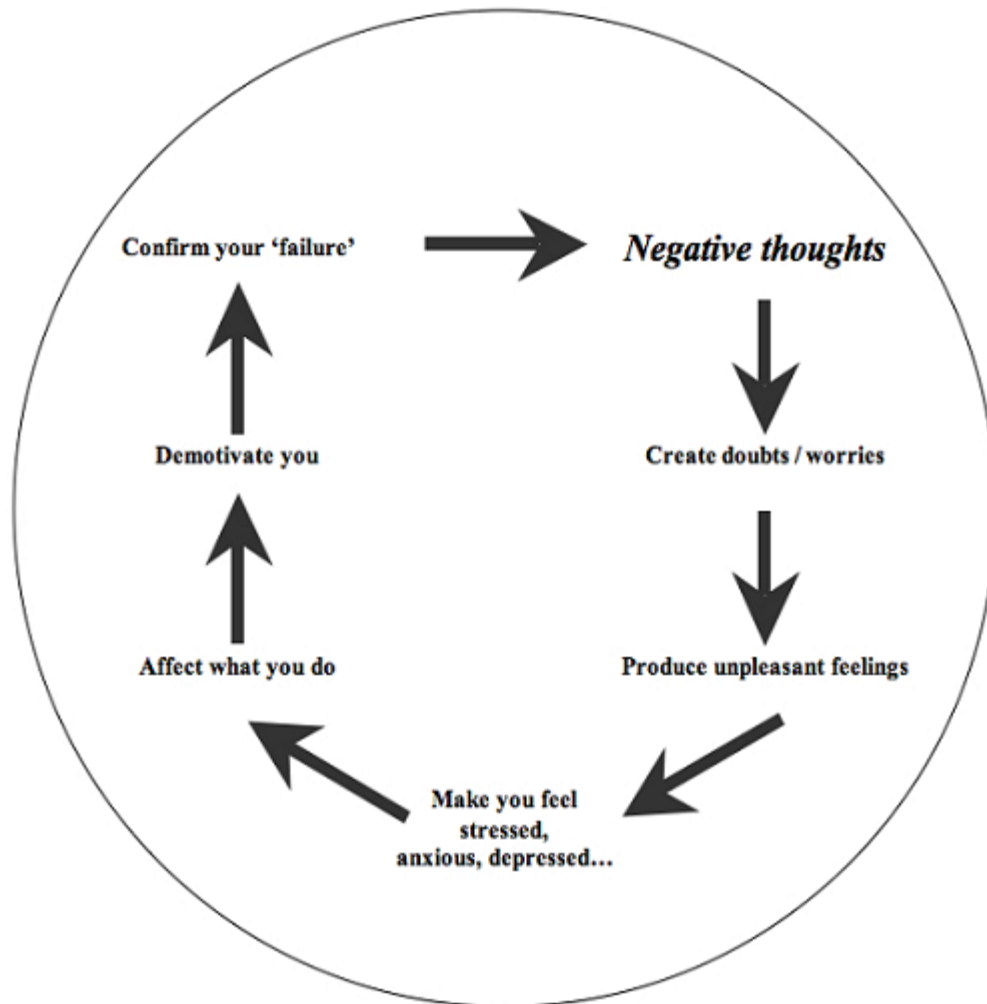 Confirm your ‘failure’
Negative thoughts
Demotivate you
Create doubts / worries
Affect what you do
Produce unpleasant feelings
Make you feel
stressed,
anxious, depressed…